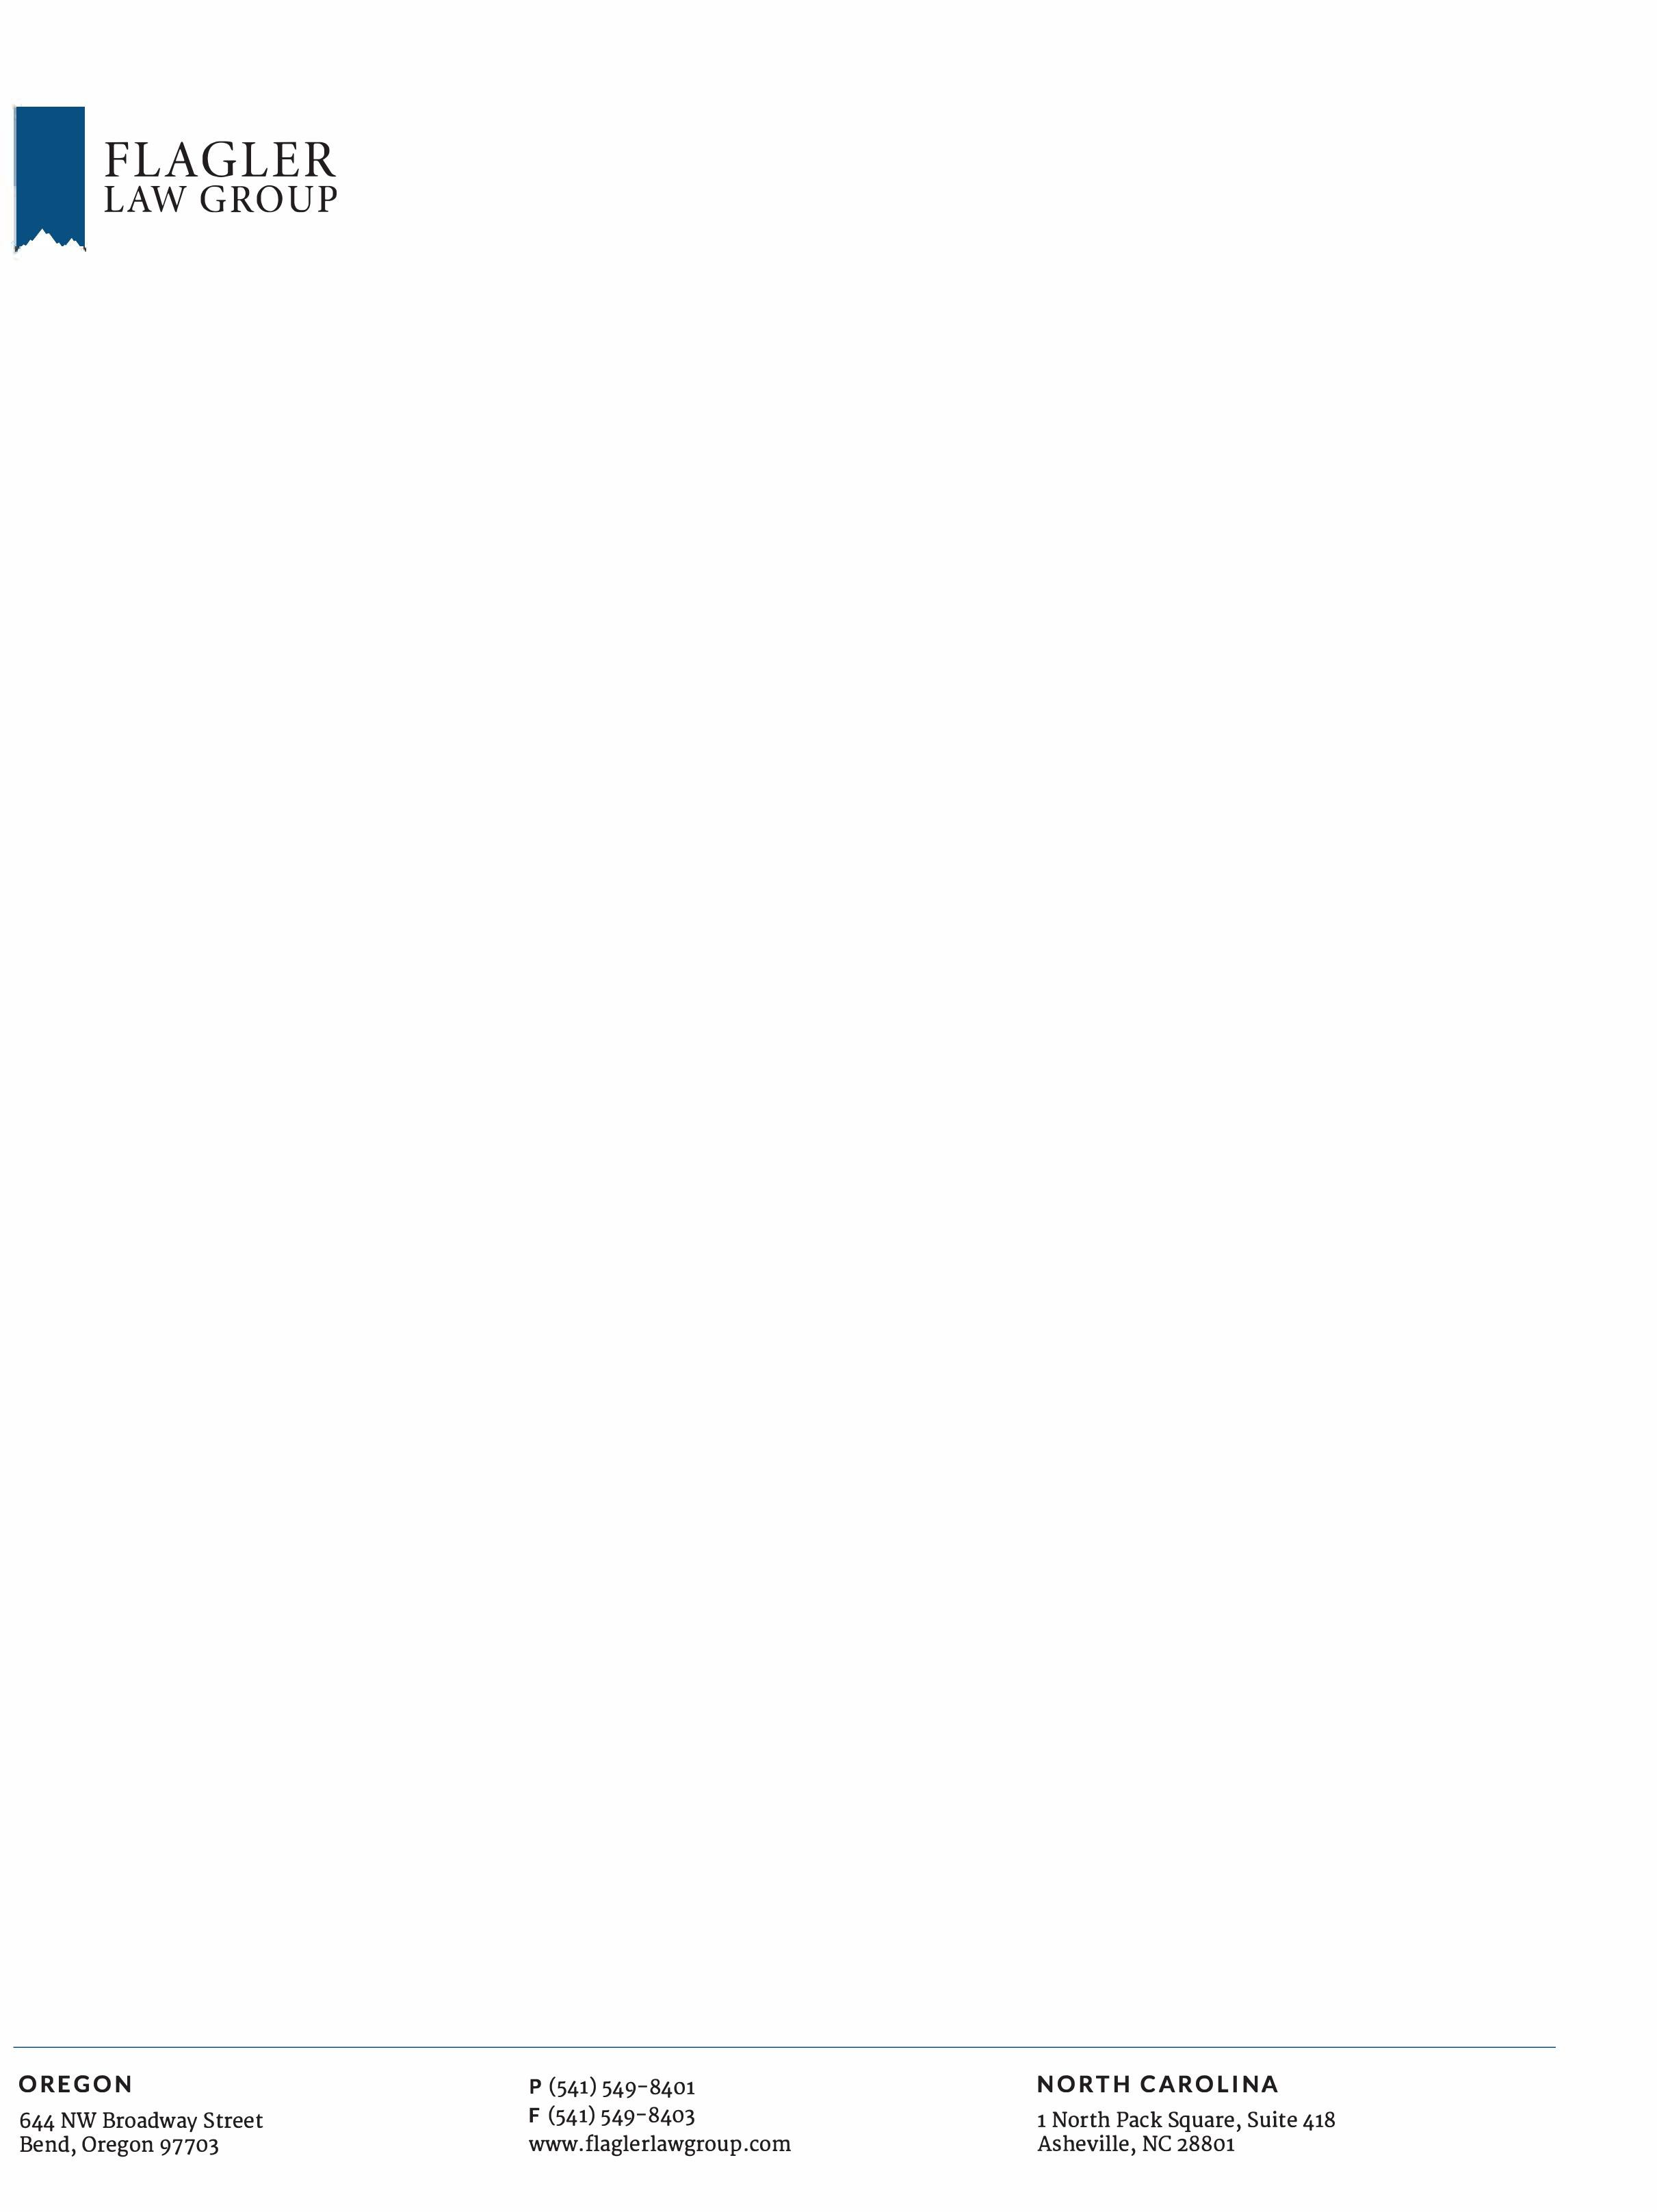 FLAGLER
LAW GROUP
OREGON
644 NW Broadway Street
Bend, Oregon 97703
P (541) 549-8401
F (541) 549-8403
www.flaglerlawgroup.com
NORTH CAROLINA
1 North Pack Square, Suite 418
Asheville, NC 28801